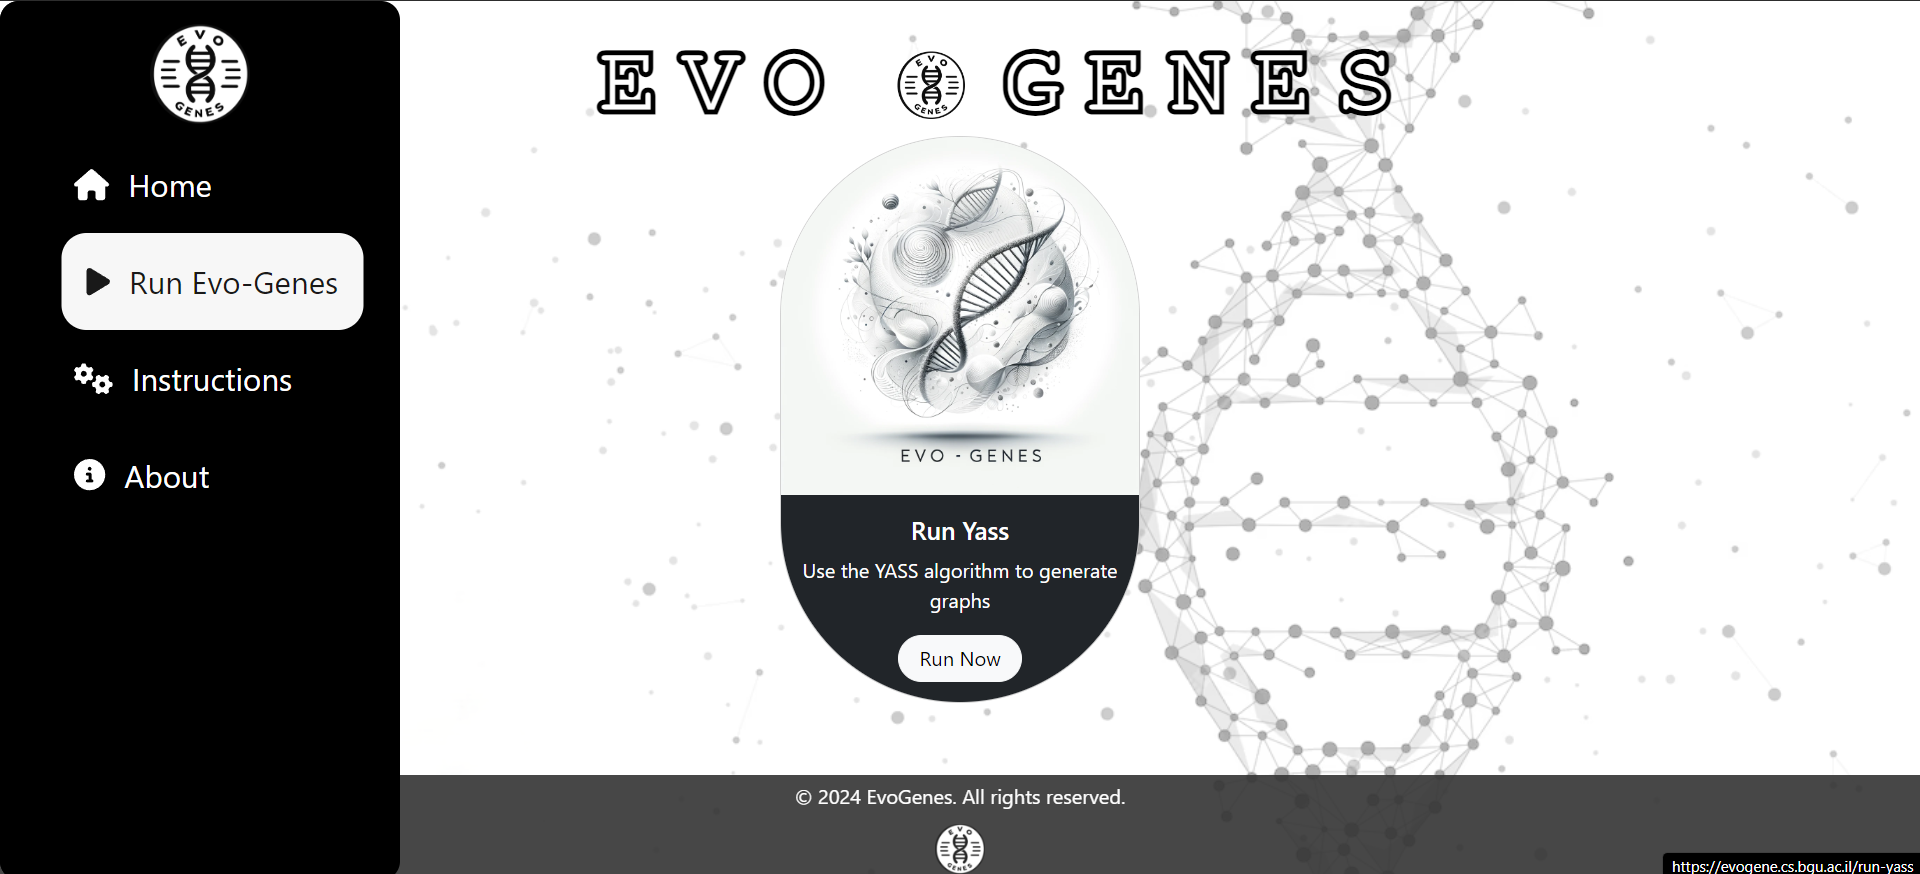 EVO
GENES
Home
Run Evo-Genes
Instructions
About
EVO
EVO
GENES
GENES
EVO - GENES
Run Yass
Use the YASS algorithm to generate
graphs
Run Now
© 2024 EvoGenes. All rights reserved.
EVO
GENES
https://evogene.cs.bgu.ac.il/run-yass